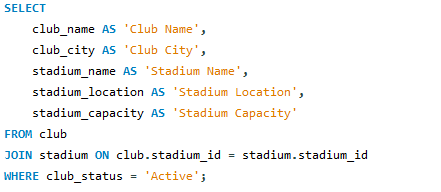 SELECT
    club_name AS 'Club Name',
    club_city AS 'Club City',
    stadium_name AS 'Stadium Name',
    stadium_location AS 'Stadium Location',
    stadium_capacity AS 'Stadium Capacity'
FROM club
JOIN stadium ON club.stadium_id = stadium.stadium_id
WHERE club_status = 'Active';